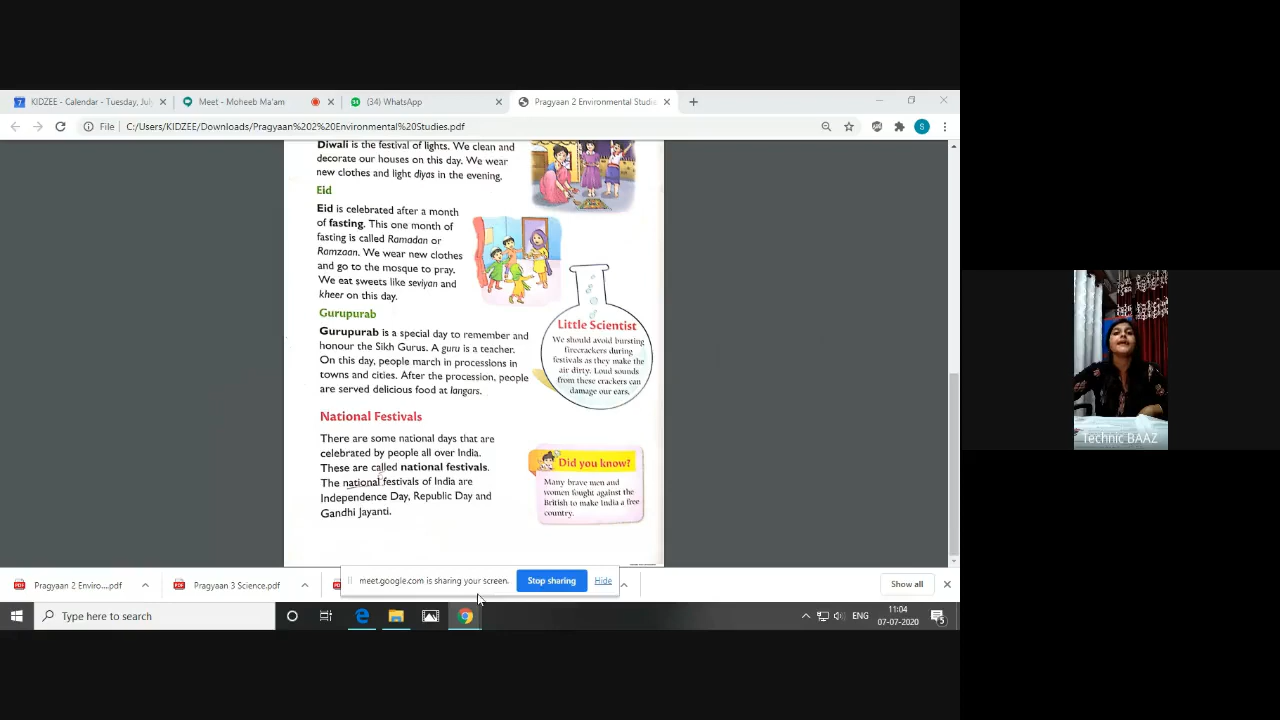 KIDZEE - Calendar - Tuesday, Jul
Meet - Moheeb Ma'am
(34) WhatsApp
Pragyaan 2 Environmental Studie
File
C:/Users/KIDZEE/Downloads/Pragyaan%202%20Environmental%20Studies.pdf
S
Diwali is the festival of lights. We clean and
decorate our houses on this day. We wear
new clothes and light diyas in the evening.
Eid
Eid is celebrated after a month
of fasting. This one month of
fasting is called Ramadan or
Ramzaan. We wear new clothes
and go to the mosque to pray.
We eat sweets like seviyan and
kheer on this day.
Gurupurab
Gurupurab is a special day to remember and
honour the Sikh Gurus. A guru is a teacher.
On this day, people march in processions in
towns and cities. After the procession, people
are served delicious food at langars.
Little Scientist
We should avoid bursting
firecrackers during
festivals as they make the
air dirty. Loud sounds
from these crackers can
damage our ears.
National Festivals
There are some national days that are
celebrated by people all over India.
These are called national festivals.
The national festivals of India are
Independence Day, Republic Day and
Gandhi Jayanti.
Did you know?
Many brave men and
women fought against the
British to make India a free
country.
Technic BAAZ
Pragyaan 2 Enviro....pdf
Pragyaan 3 Science.pdf
meet.google.com is sharing your screen.
Stop sharing
Hide
Show all
Type here to search
ENG
11:04
07-07-2020
5